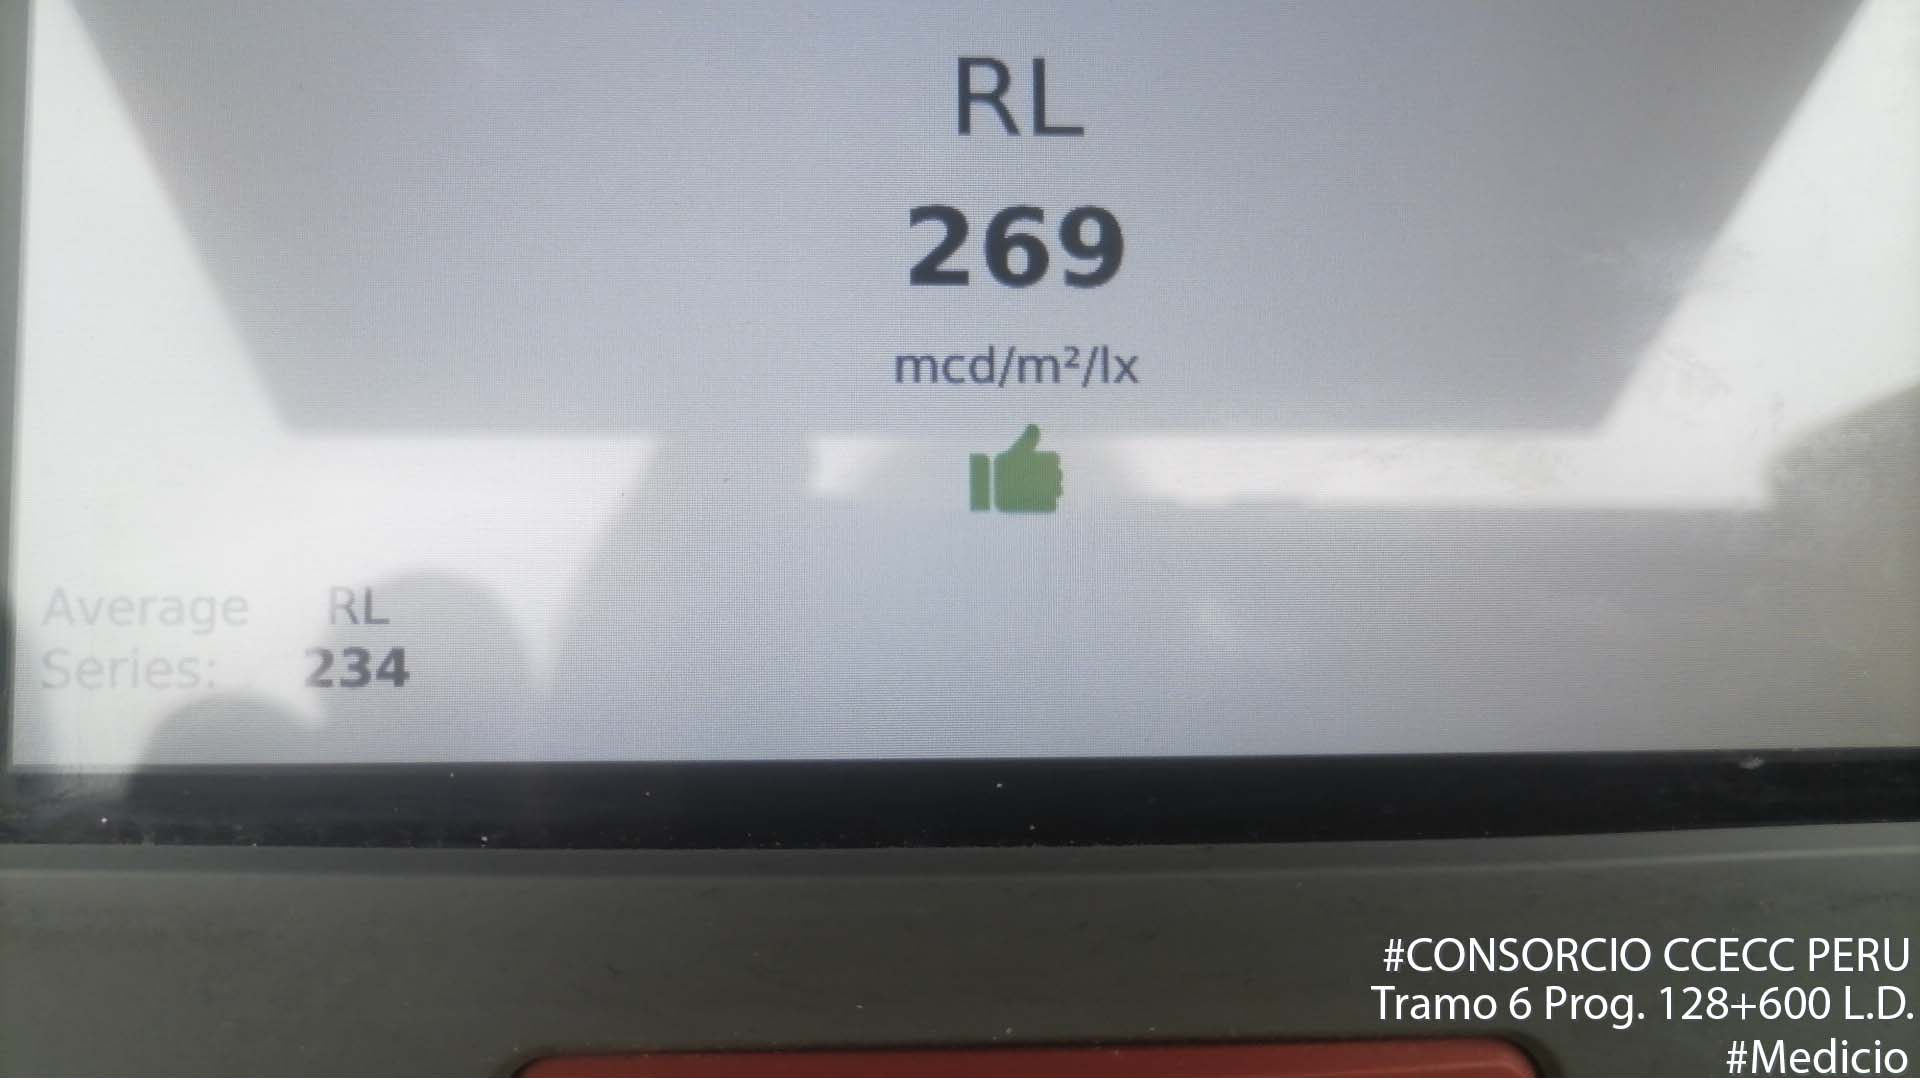 RL
269
mcd/m²/lx
Average RL
Series: 234
#CONSORCIO CCECC PERU
Tramo 6 Prog. 128+600 L.D.
#Medicio